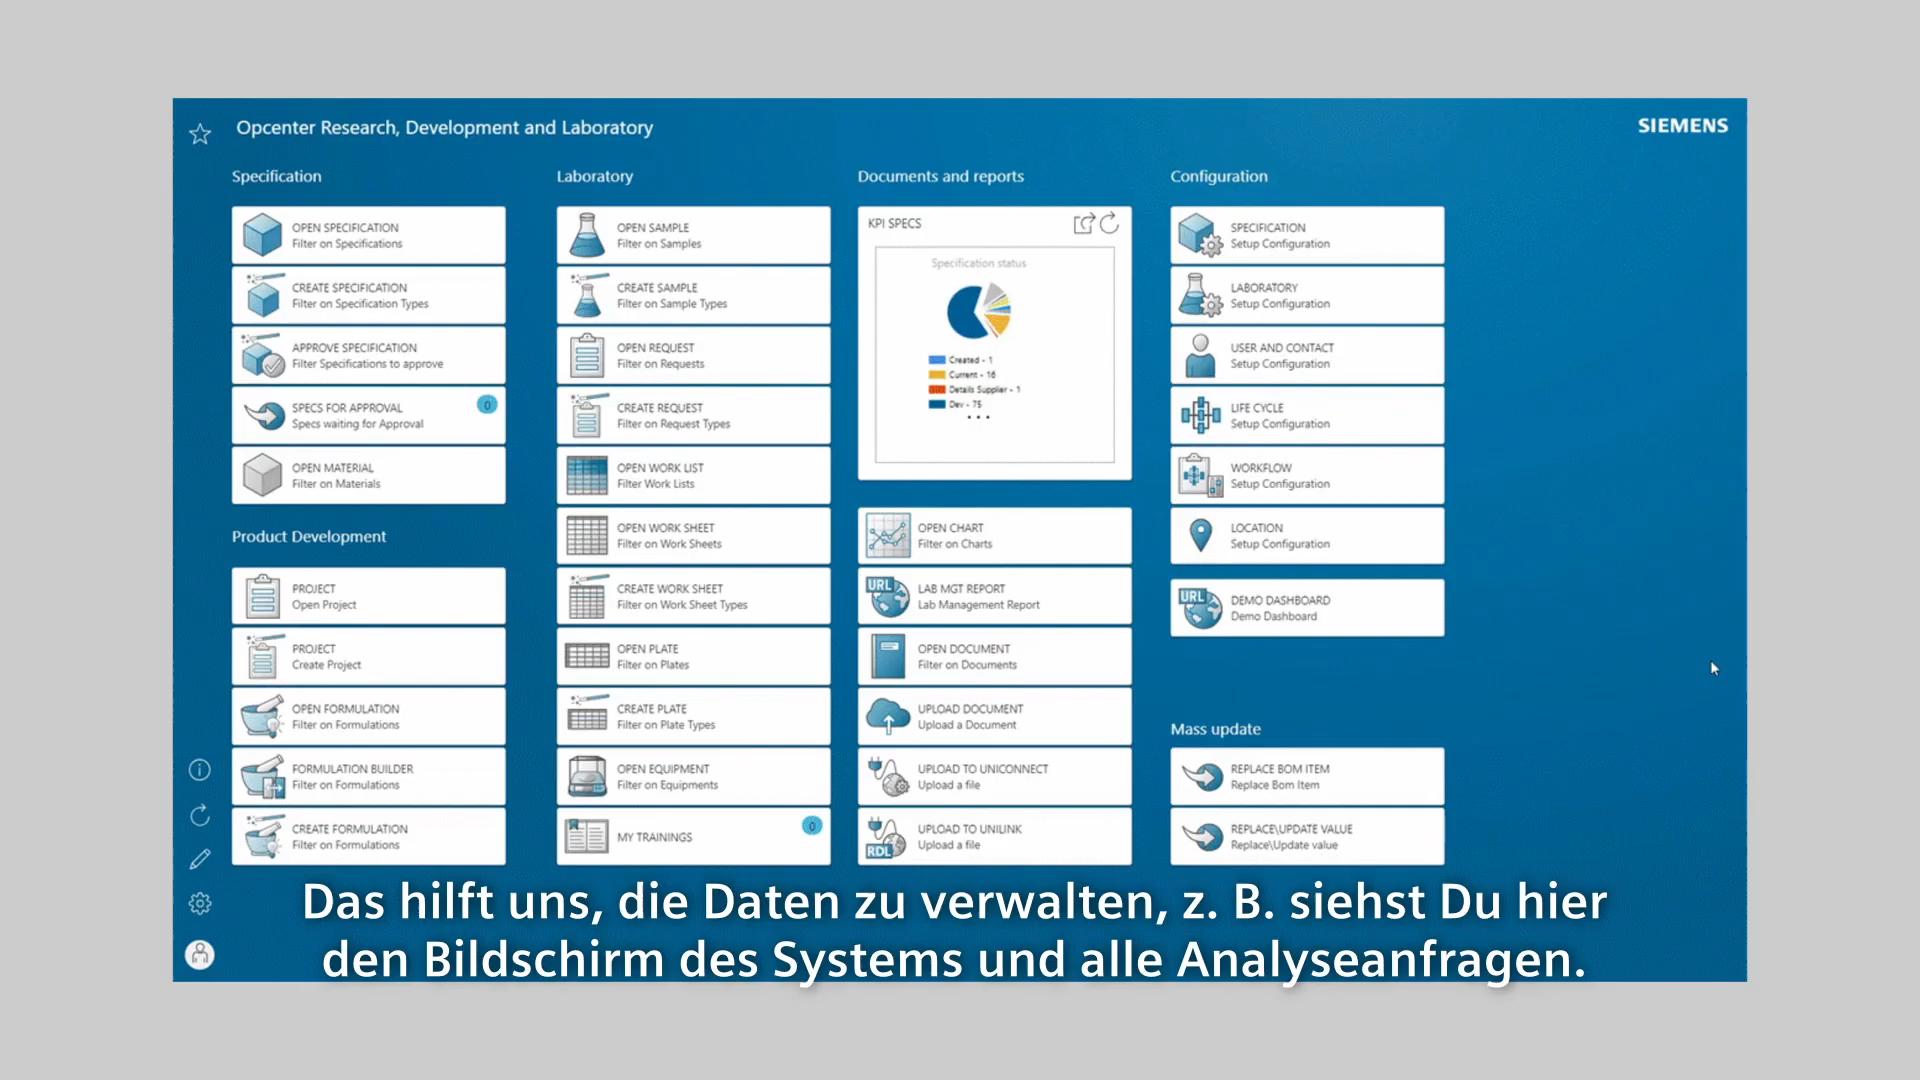 Opcenter Research, Development and Laboratory
SIEMENS
Specification
OPEN SPECIFICATION
Filter on Specifications
CREATE SPECIFICATION
Filter on Specification Types
APPROVE SPECIFICATION
Filter Specifications to approve
SPECS FOR APPROVAL
Specs waiting for Approval
0
OPEN MATERIAL
Filter on Materials
Product Development
PROJECT
Open Project
PROJECT
Create Project
OPEN FORMULATION
Filter on Formulations
FORMULATION BUILDER
Filter on Formulations
CREATE FORMULATION
Filter on Formulations
Laboratory
OPEN SAMPLE
Filter on Samples
CREATE SAMPLE
Filter on Sample Types
OPEN REQUEST
Filter on Requests
CREATE REQUEST
Filter on Request Types
OPEN WORK LIST
Filter Work Lists
OPEN WORK SHEET
Filter on Work Sheets
CREATE WORK SHEET
Filter on Work Sheet Types
OPEN PLATE
Filter on Plates
CREATE PLATE
Filter on Plate Types
OPEN EQUIPMENT
Filter on Equipments
MY TRAININGS
0
Documents and reports
KPI SPECS
Specification status
Created - 1
Current - 16
Details Supplier - 1
Dev - 75
...
OPEN CHART
Filter on Charts
URL
LAB MGT REPORT
Lab Management Report
OPEN DOCUMENT
Filter on Documents
UPLOAD DOCUMENT
Upload a Document
UPLOAD TO UNICONNECT
Upload a file
RDL
UPLOAD TO UNILINK
Upload a file
Configuration
SPECIFICATION
Setup Configuration
LABORATORY
Setup Configuration
USER AND CONTACT
Setup Configuration
LIFE CYCLE
Setup Configuration
WORKFLOW
Setup Configuration
LOCATION
Setup Configuration
URL
DEMO DASHBOARD
Demo Dashboard
Mass update
REPLACE BOM ITEM
Replace Bom Item
REPLACE\UPDATE VALUE
Replace\Update value
Das hilft uns, die Daten zu verwalten, z. B. siehst Du hier
den Bildschirm des Systems und alle Analyseanfragen.